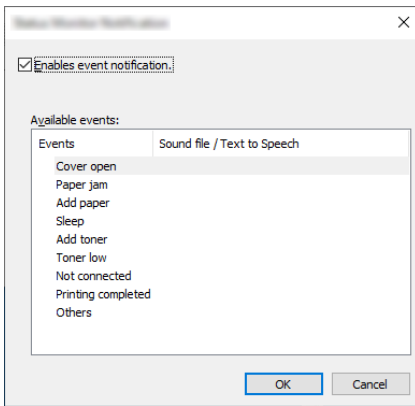 Enables event notification.
Available events:
Events Sound file / Text to Speech
Cover open
Paper jam
Add paper
Sleep
Add toner
Toner low
Not connected
Printing completed
Others
OK Cancel